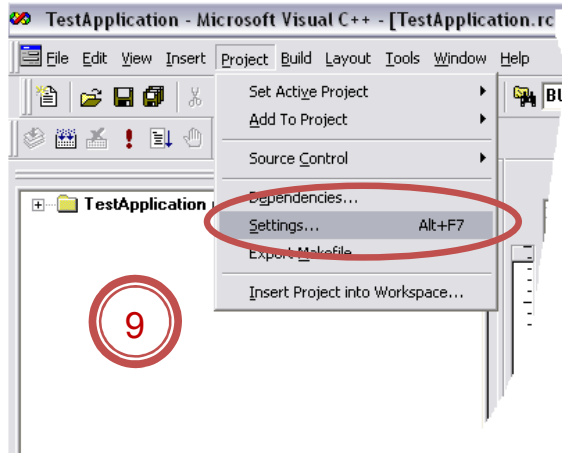 TestApplication - Microsoft Visual C++ - [TestApplication.rc
File Edit View Insert Project Build Layout Tools Window Help
Set Active Project
Add To Project
Source Control
Dependencies...
TestApplication
Settings... Alt+F7
Export Makefile
Insert Project into Workspace...
9